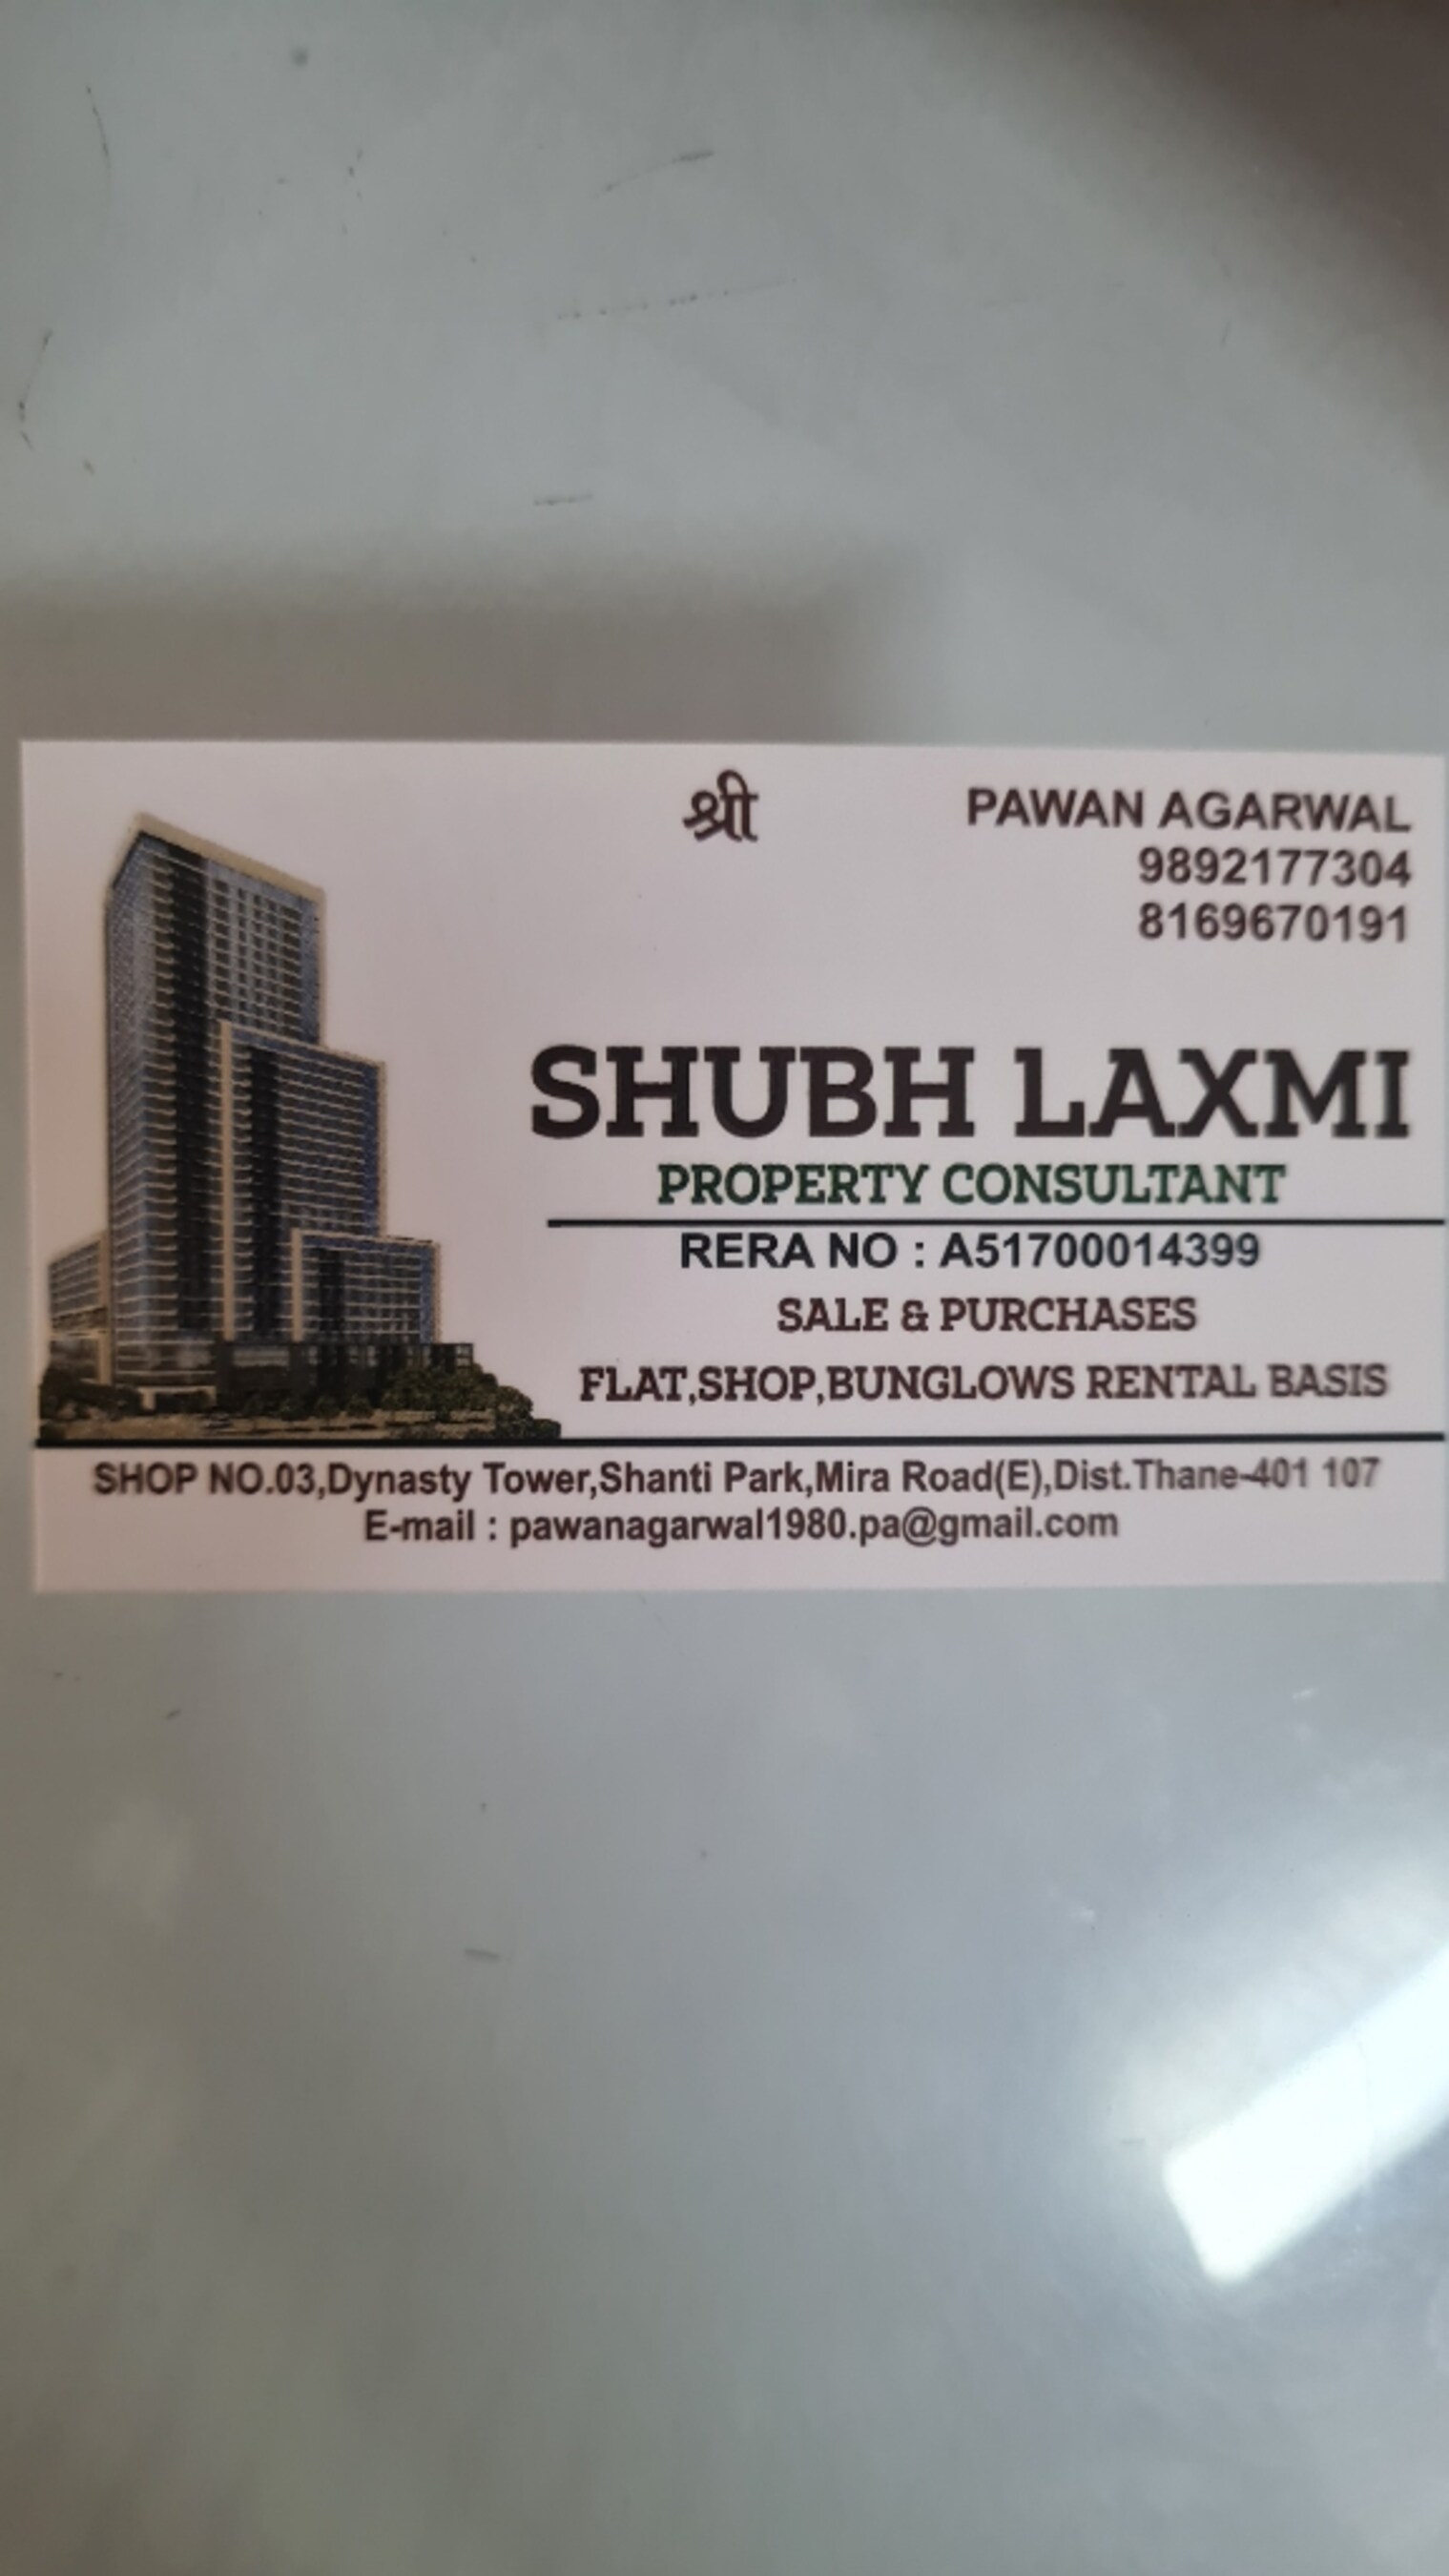 श्री
PAWAN AGARWAL
9892177304
8169670191
SHUBH LAXMI
PROPERTY CONSULTANT
RERA NO : A51700014399
SALE & PURCHASES
FLAT,SHOP,BUNGLOWS RENTAL BASIS
SHOP NO.03,Dynasty Tower,Shanti Park,Mira Road(E),Dist.Thane-401 107
E-mail : pawanagarwal1980.pa@gmail.com